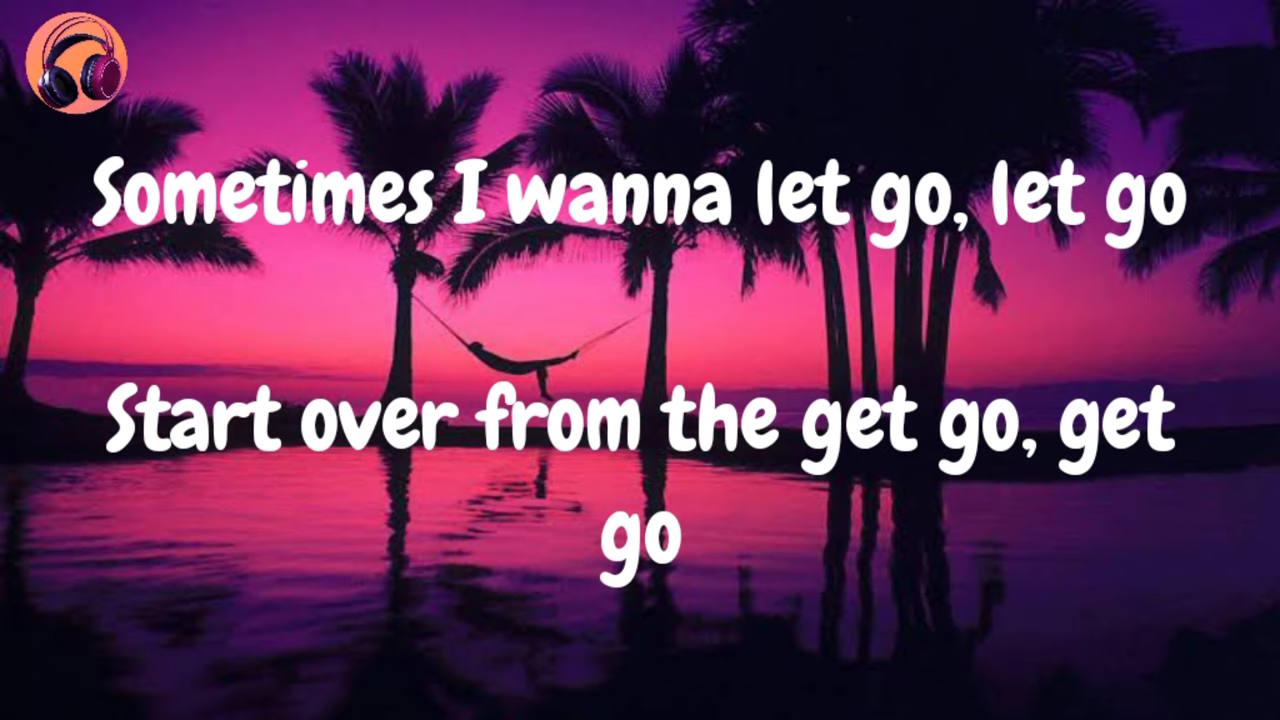 Sometimes I wanna let go, let go
Start over from the get go, get
go